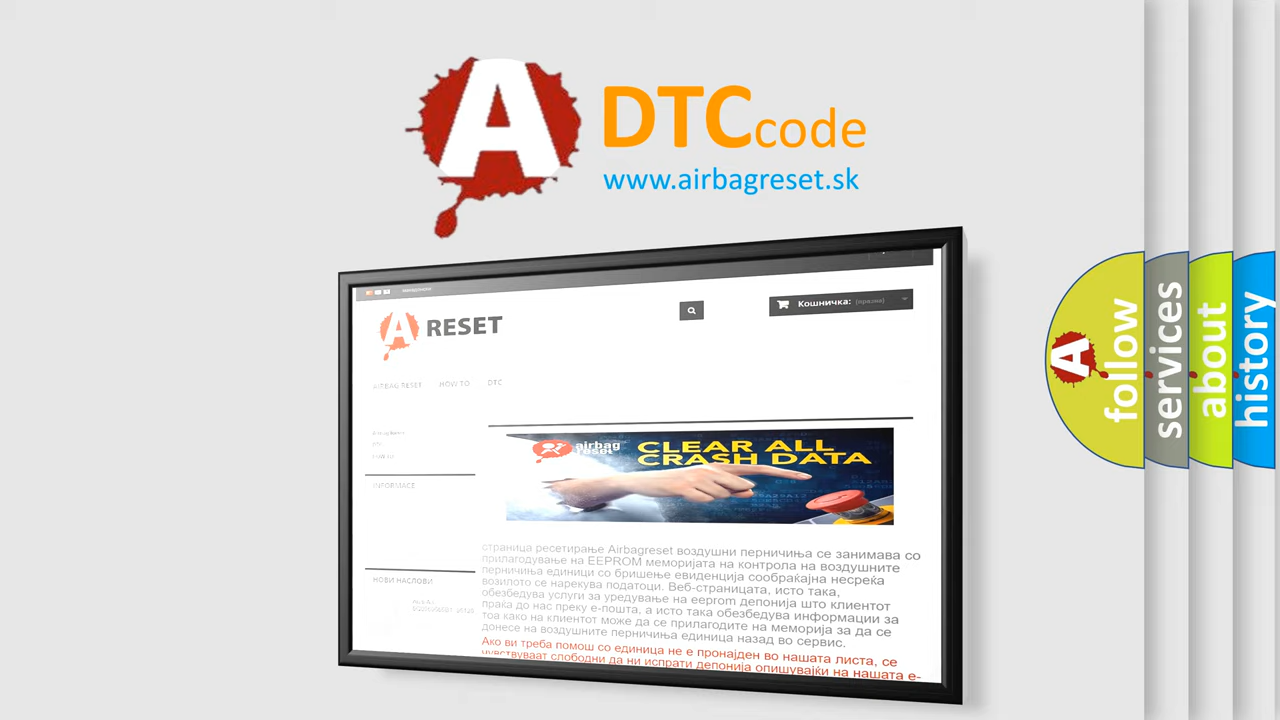 A
DTCcode
www.airbagreset.sk
A RESET
Кошничка: (празни)
AIRBAG RESET HOW TO DTC
airbag
reset
CLEAR ALL
CRASH DATA
INFORMACE
страница ресетирање Airbagreset воздушни перничиња се занимава со
прилагодување на EEPROM меморијата на контрола на воздушните
перничиња единици со бришење евиденција сообраќајна несреќа
возилото се нарекува податоци. Веб-страницата, исто така,
обезбедува услуги за уредување на eeprom депонија што клиентот
праќа до нас преку е-пошта, а исто така обезбедува информации за
тоа како на клиентот може да се прилагодите на меморија за да се
донесе на воздушните перничиња единица назад во сервис.
НОВИ НАСЛОВИ
Ако ви треба помош со единица не е пронајден во нашата листа, се
чувствуваат слободни да ни испрати депонија опишувајќи на нашата е-
A
follow
services
about
history